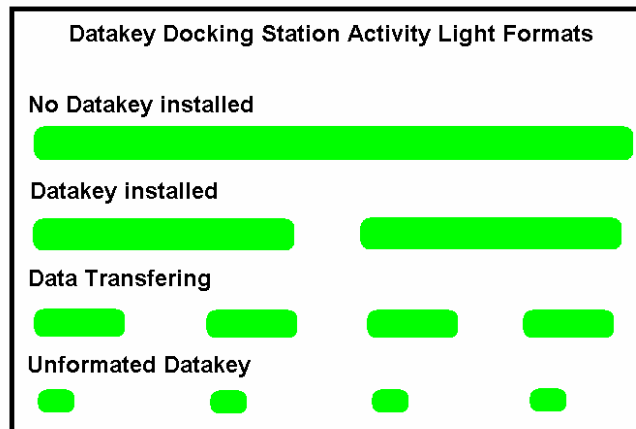 Datakey Docking Station Activity Light Formats
No Datakey installed
Datakey installed
Data Transfering
Unformated Datakey